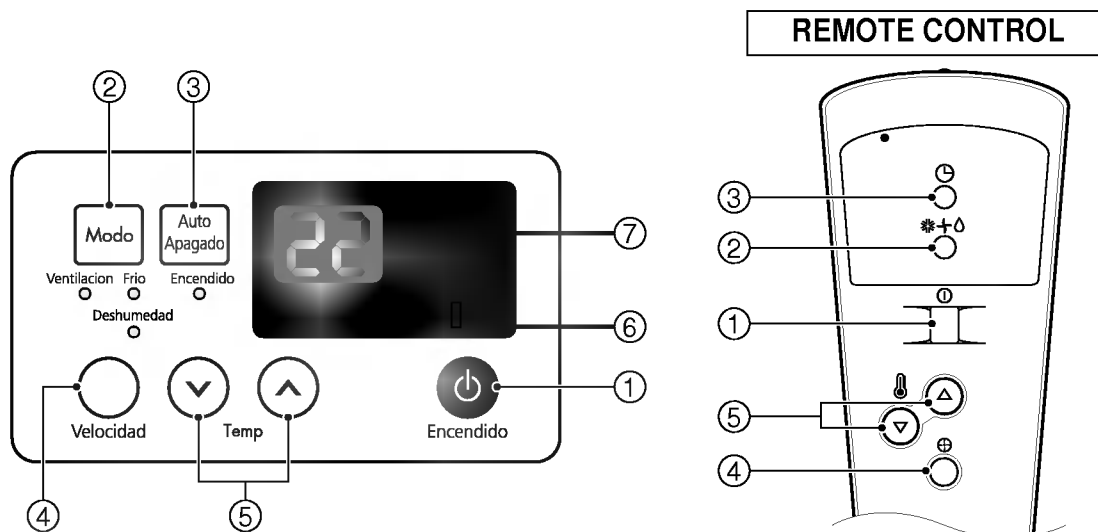 REMOTE CONTROL
② ③
Modo
Auto
Apagado
Ventilacion Frio Encendido
Deshumedad
22
⑦
⑥
①
Velocidad Temp Encendido
④ ⑤
③
②
①
⑤
④